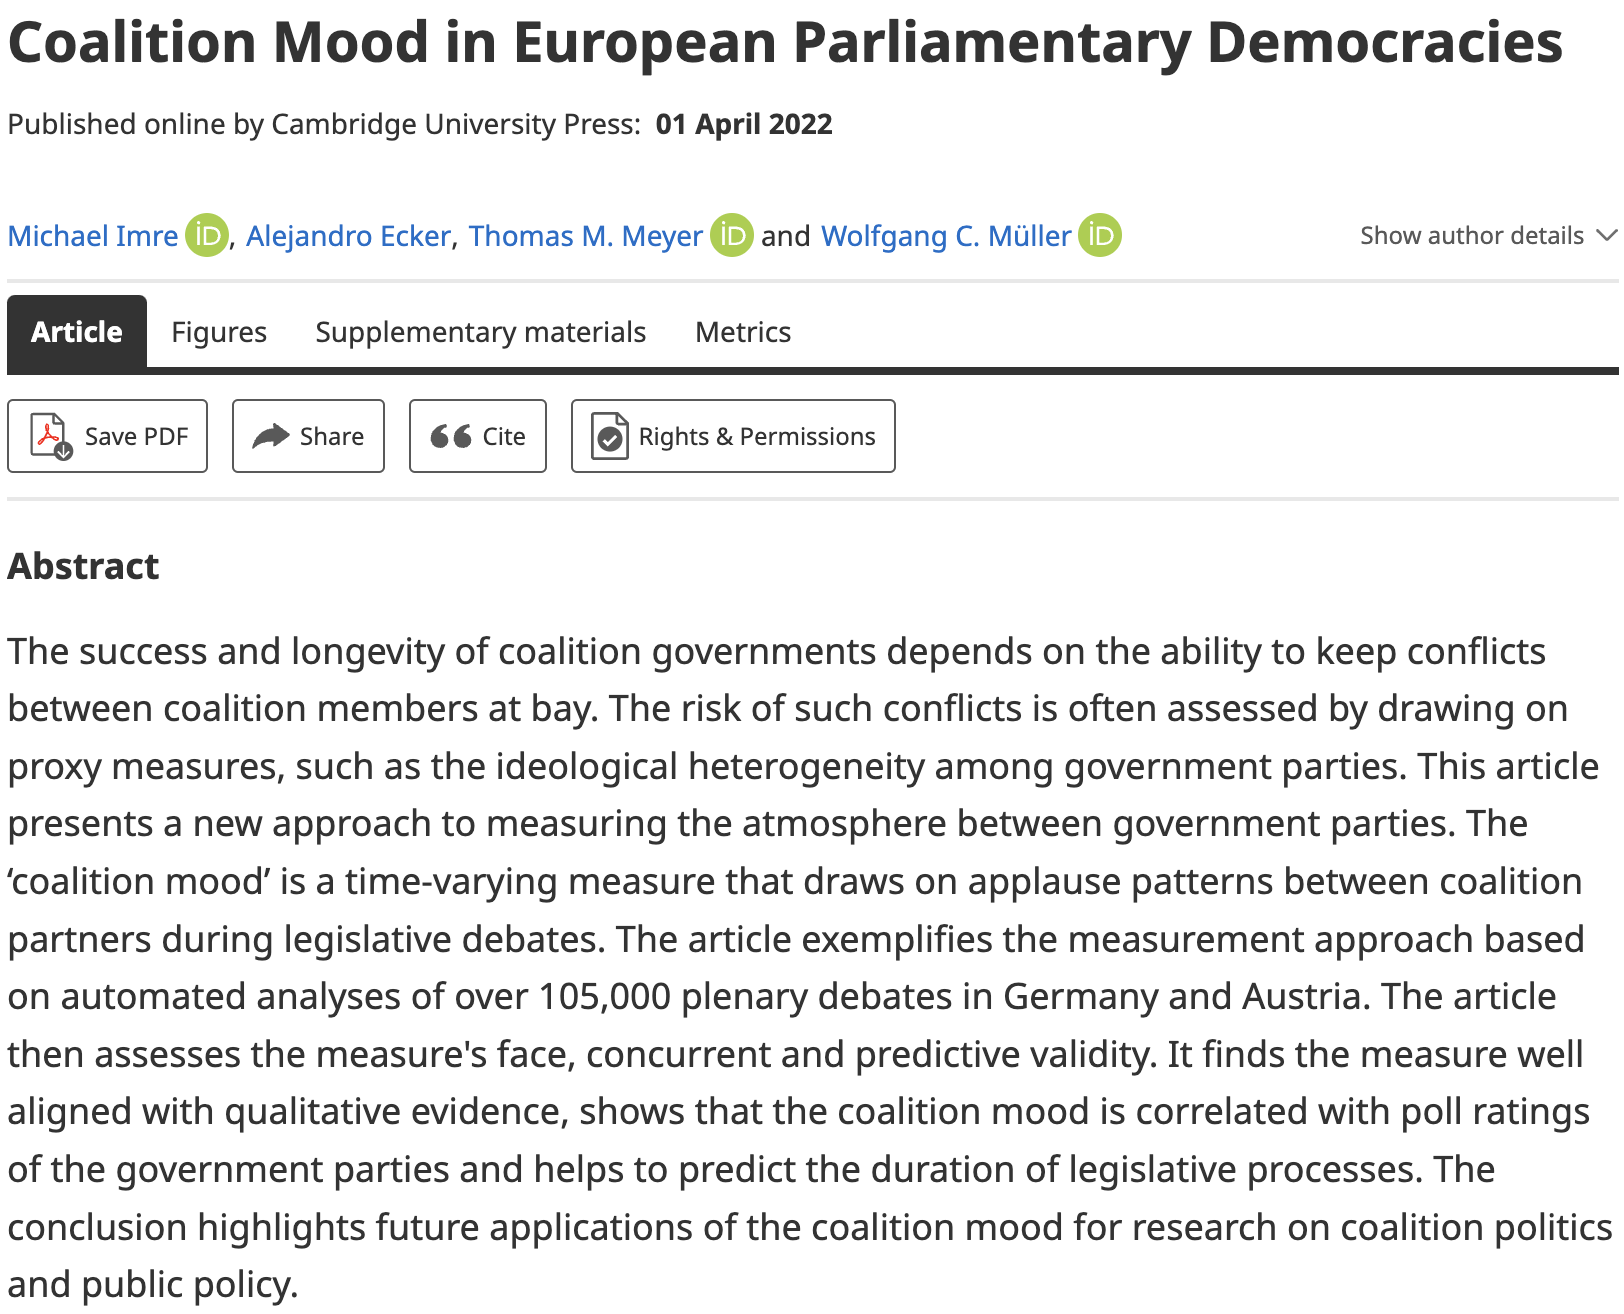 Coalition Mood in European Parliamentary Democracies
Published online by Cambridge University Press: 01 April 2022
Michael Imre iD, Alejandro Ecker, Thomas M. Meyer iD and Wolfgang C. Müller iD Show author details
Article Figures Supplementary materials Metrics
Save PDF Share Cite Rights & Permissions
Abstract
The success and longevity of coalition governments depends on the ability to keep conflicts
between coalition members at bay. The risk of such conflicts is often assessed by drawing on
proxy measures, such as the ideological heterogeneity among government parties. This article
presents a new approach to measuring the atmosphere between government parties. The
‘coalition mood’ is a time-varying measure that draws on applause patterns between coalition
partners during legislative debates. The article exemplifies the measurement approach based
on automated analyses of over 105,000 plenary debates in Germany and Austria. The article
then assesses the measure's face, concurrent and predictive validity. It finds the measure well
aligned with qualitative evidence, shows that the coalition mood is correlated with poll ratings
of the government parties and helps to predict the duration of legislative processes. The
conclusion highlights future applications of the coalition mood for research on coalition politics
and public policy.